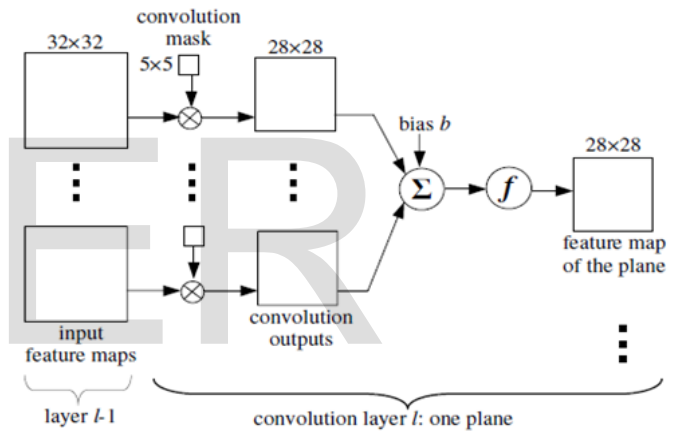 convolution
mask
32×32
5×5
28×28
bias b
Σ
f
28×28
feature map
of the plane
convolution
outputs
input
feature maps
layer l-1
convolution layer l: one plane
ER